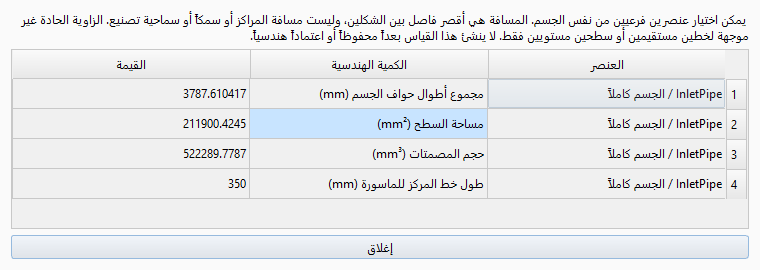 يمكن اختيار عنصرين فرعيين من نفس الجسم. المسافة هي أقصر فاصل بين الشكلين، وليست مسافة المراكز أو سمكاً أو سماحية تصنيع. الزاوية الحادة غير
موجهة لخطين مستقيمين أو سطحين مستويين فقط. لا ينشئ هذا القياس بعداً محفوظاً أو اعتماداً هندسياً.
العنصر الكمية الهندسية القيمة
1 InletPipe / الجسم كاملاً مجموع أطوال حواف الجسم (mm) 3787.610417
2 InletPipe / الجسم كاملاً مساحة السطح (mm²) 211900.4245
3 InletPipe / الجسم كاملاً حجم المصمتات (mm³) 522289.7787
4 InletPipe / الجسم كاملاً طول خط المركز للماسورة (mm) 350
إغلاق